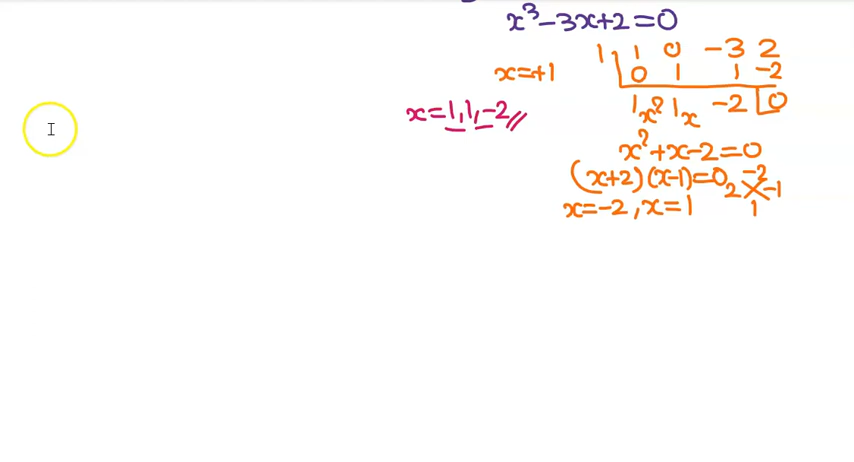 x³-3x+2=0
1 | 1 0 -3 2
x=+1
0 1 1 -2
1x² 1x -2 | 0
x=1,1,-2//
x²+x-2=0
(x+2)(x-1)=0
-2
2 × -1
1
x=-2, x=1